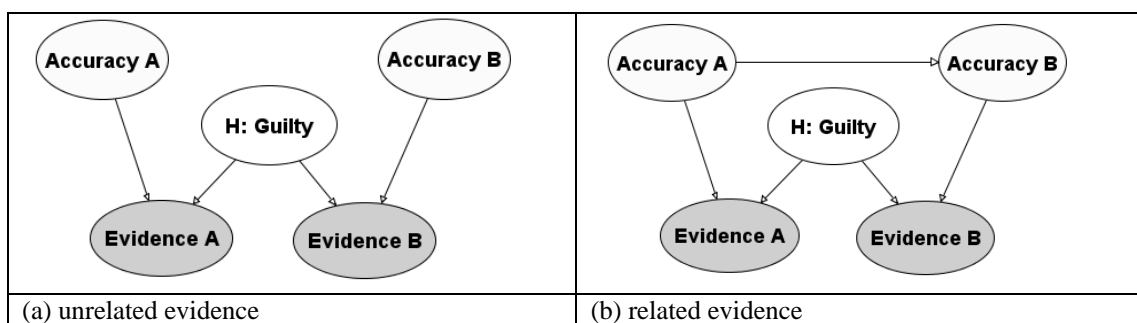 Accuracy A
Accuracy B
H: Guilty
Evidence A
Evidence B
(a) unrelated evidence
Accuracy A
Accuracy B
H: Guilty
Evidence A
Evidence B
(b) related evidence